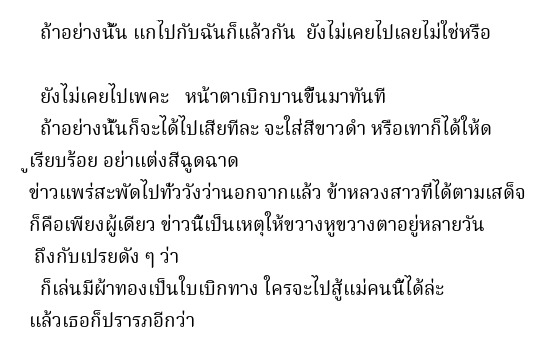 ถ้าอย่างนั้น แกไปกับฉันก็แล้วกัน ยังไม่เคยไปเลยไม่ใช่หรือ
ยังไม่เคยไปเพคะ หน้าตาเบิกบานขึ้นมาทันที
ถ้าอย่างนั้นก็จะได้ไปเสียทีละ จะใส่สีขาวดำ หรือเทาก็ได้ให้ด
ูเรียบร้อย อย่าแต่งสีฉูดฉาด
ข่าวแพร่สะพัดไปทั่ววังว่านอกจากแล้ว ข้าหลวงสาวที่ได้ตามเสด็จ
ก็คือเพียงผู้เดียว ข่าวนี้เป็นเหตุให้ขวางหูขวางตาอยู่หลายวัน
ถึงกับเปรยดัง ๆ ว่า
ก็เล่นมีผ้าทองเป็นใบเบิกทาง ใครจะไปสู้แม่คนนี้ได้ล่ะ
แล้วเธอก็ปรารภอีกว่า